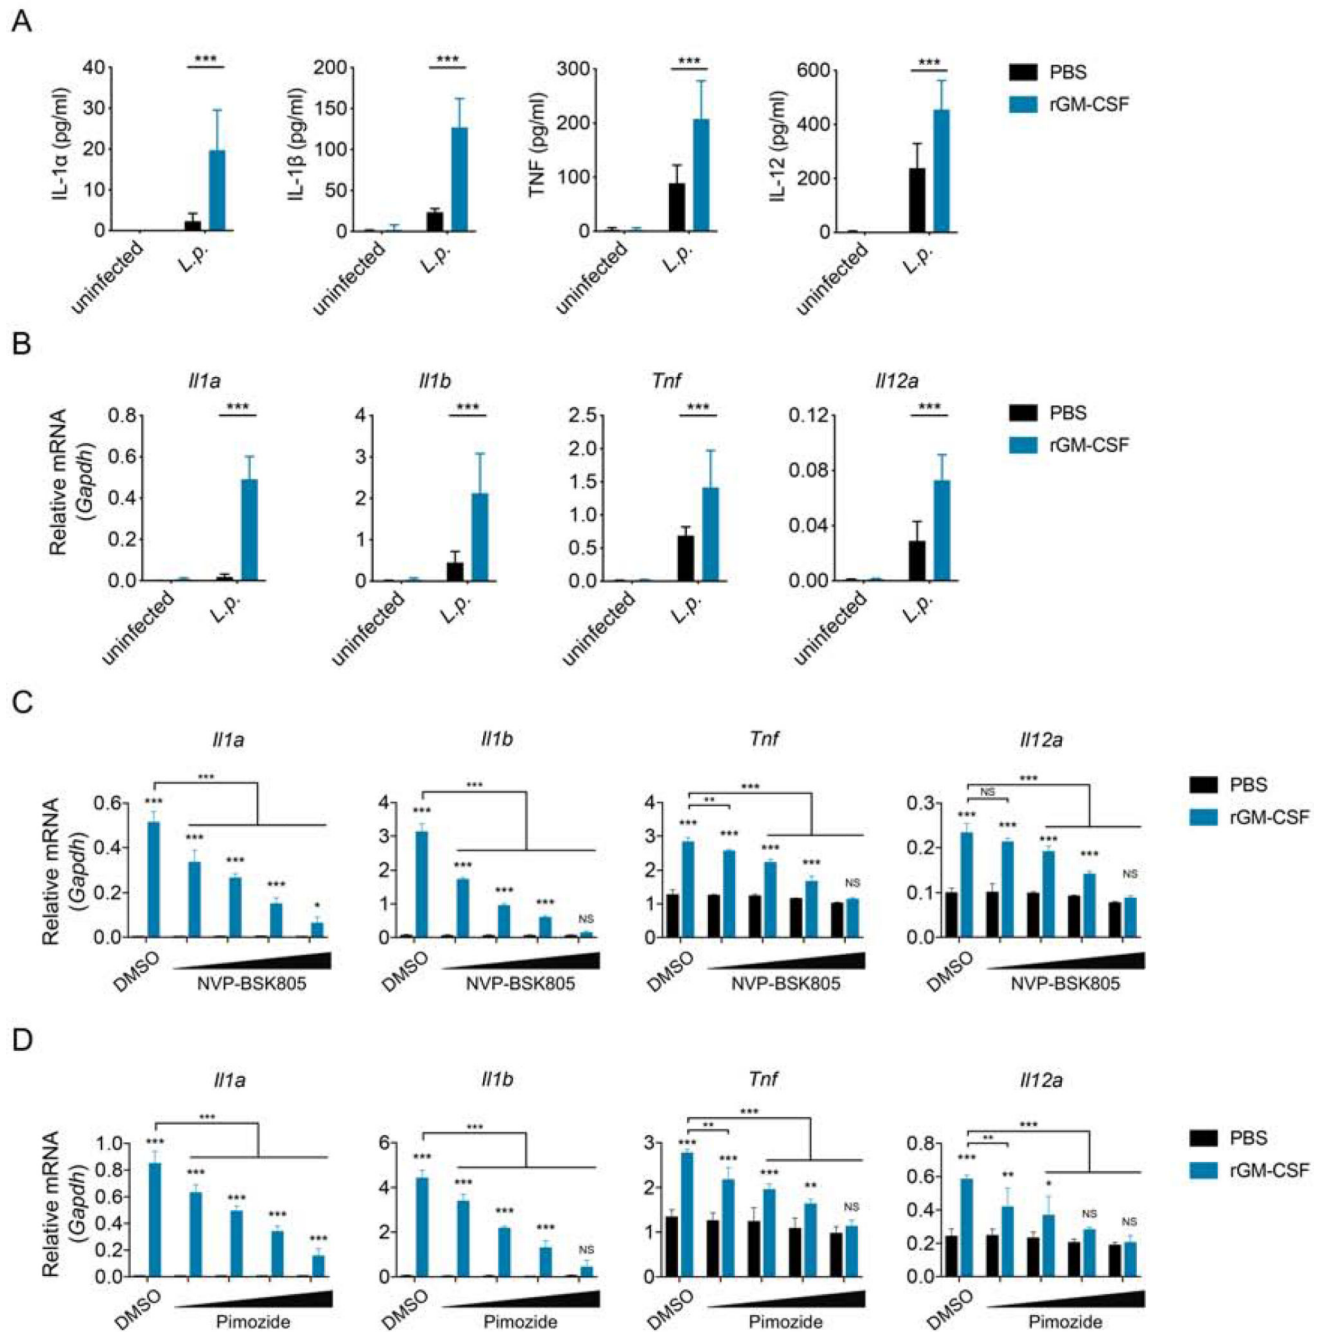 A
*** *** *** ***
IL-1α (pg/ml) IL-1β (pg/ml) TNF (pg/ml) IL-12 (pg/ml)
40 200 300 600
30 150 200 400
20 100 100 200
10 50 0 0
0 0
PBS
rGM-CSF
uninfected L.p. uninfected L.p. uninfected L.p. uninfected L.p.
B
Il1a Il1b Tnf Il12a
*** *** *** ***
Relative mRNA
(Gapdh)
0.8 4 2.5 0.12
0.6 3 2.0 0.08
0.4 2 1.5 0.04
0.2 1 1.0 0.00
0.0 0 0.5
0.0
PBS
rGM-CSF
uninfected L.p. uninfected L.p. uninfected L.p. uninfected L.p.
C
Il1a Il1b Tnf Il12a
*** *** *** ***
** NS
*** *** *** *** *
*** *** *** *** NS
*** *** *** *** NS
*** *** *** *** NS
Relative mRNA
(Gapdh)
0.6 4 4 0.3
0.4 3 3 0.2
0.2 2 2 0.1
0.0 1 1 0.0
0 0
PBS
rGM-CSF
DMSO DMSO DMSO DMSO
NVP-BSK805 NVP-BSK805 NVP-BSK805 NVP-BSK805
D
Il1a Il1b Tnf Il12a
*** *** *** ***
** **
*** *** *** *** ***
*** *** *** *** NS
*** *** *** ** NS
*** ** * NS NS
Relative mRNA
(Gapdh)
1.0 6 3 0.8
0.8 4 2 0.6
0.6 2 1 0.4
0.4 0 0 0.2
0.2 0.0
0.0
PBS
rGM-CSF
DMSO DMSO DMSO DMSO
Pimozide Pimozide Pimozide Pimozide